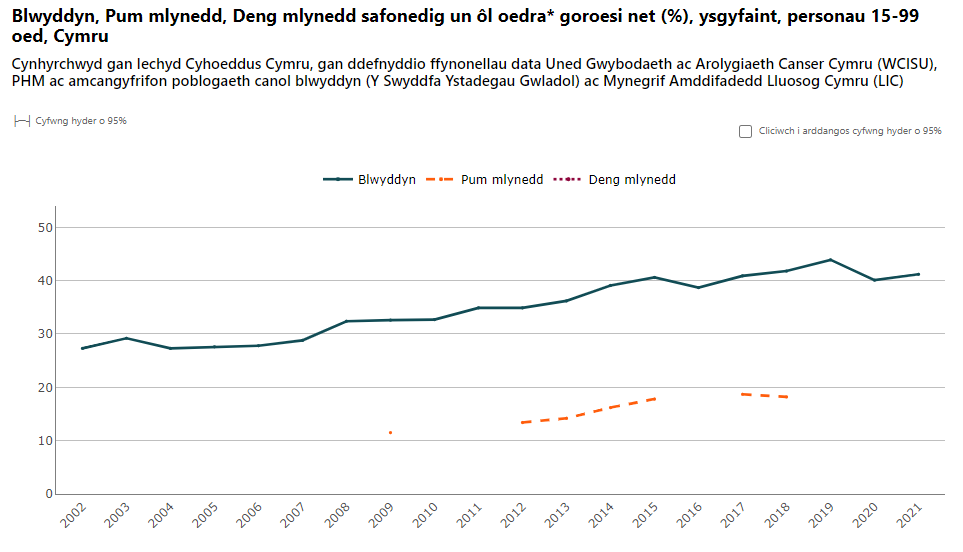 Blwyddyn, Pum mlynedd, Deng mlynedd safonedig un ôl oedra* goroesi net (%), ysgyfaint, personau 15-99
oed, Cymru
Cynhyrchwyd gan Iechyd Cyhoeddus Cymru, gan ddefnyddio ffynonellau data Uned Gwybodaeth ac Arolygiaeth Canser Cymru (WCISU),
PHM ac amcangyfrifon poblogaeth canol blwyddyn (Y Swyddfa Ystadegau Gwladol) ac Mynegrif Amddifadedd Lluosog Cymru (LIC)
Cyfwng hyder o 95%
Cliciwch i arddangos cyfwng hyder o 95%
Blwyddyn Pum mlynedd Deng mlynedd
50
40
30
20
10
0
2002 2003 2004 2005 2006 2007 2008 2009 2010 2011 2012 2013 2014 2015 2016 2017 2018 2019 2020 2021